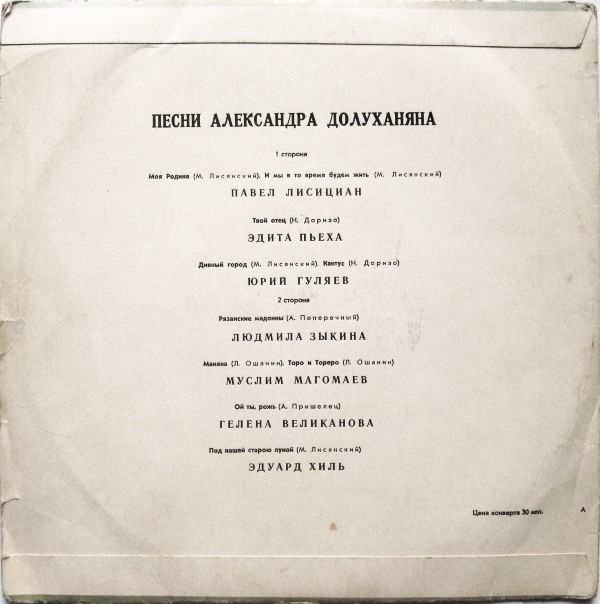 ПЕСНИ АЛЕКСАНДРА ДОЛУХАНЯНА
1 сторона
Моя Родина (М. Лисянский). И мы в то время будем жить (М. Лисянский)
ПАВЕЛ ЛИСИЦИАН
Твой отец (Н. Доризо)
ЭДИТА ПЬЕХА
Дивный город (М. Лисянский). Кактус (Н. Доризо)
ЮРИЙ ГУЛЯЕВ
2 сторона
Рязанские мадонны (А. Поперечный)
ЛЮДМИЛА ЗЫКИНА
Маняна (Л. Ошанин). Торо и Тореро (Л. Ошанин)
МУСЛИМ МАГОМАЕВ
Ой ты, рожь (А. Пришелец)
ГЕЛЕНА ВЕЛИКАНОВА
Под нашей старою луной (М. Лисянский)
ЭДУАРД ХИЛЬ
Цена конверта 30 коп. А